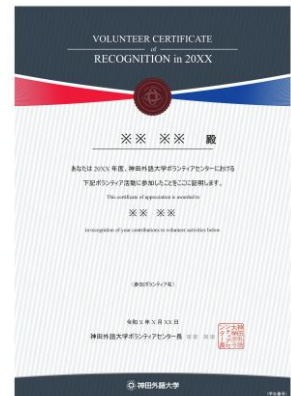 VOLUNTEER CERTIFICATE
of
RECOGNITION in 20XX
※※ ※※ 殿
あなたは 20XX 年度、神田外語大学ボランティアセンターにおける
下記ボランティア活動に参加したことをここに証明します。
This certificate of appreciation is awarded to
※※ ※※
in recognition of your contributions to volunteer activities below
(参加ボランティア名)
令和 X 年 X 月 XX 日
神田外語大学ボランティアセンター長 ※※ ※※
神田外語大学
(学生番号)